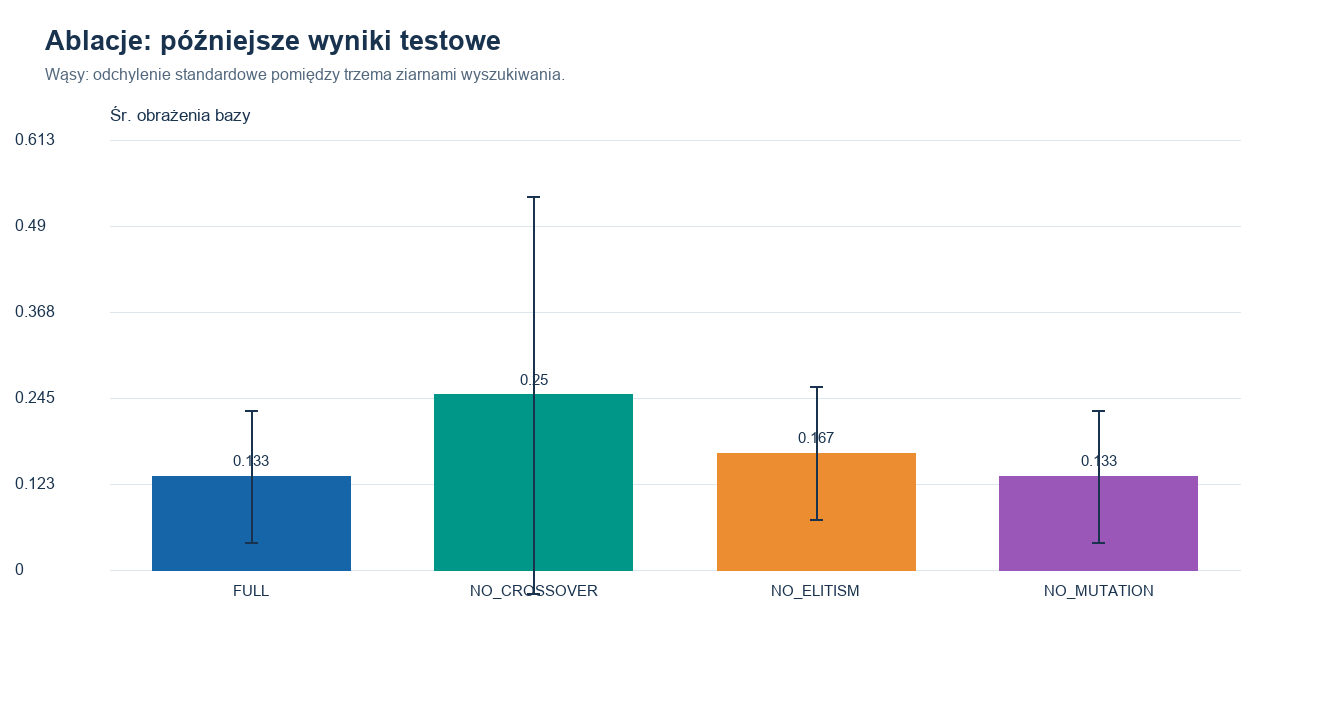 Ablacje: późniejsze wyniki testowe
Wąsy: odchylenie standardowe pomiędzy trzema ziarnami wyszukiwania.
Śr. obrażenia bazy
0.613
0.49
0.368
0.25
0.245
0.167
0.133
0.133
0.123
0
FULL
NO_CROSSOVER
NO_ELITISM
NO_MUTATION